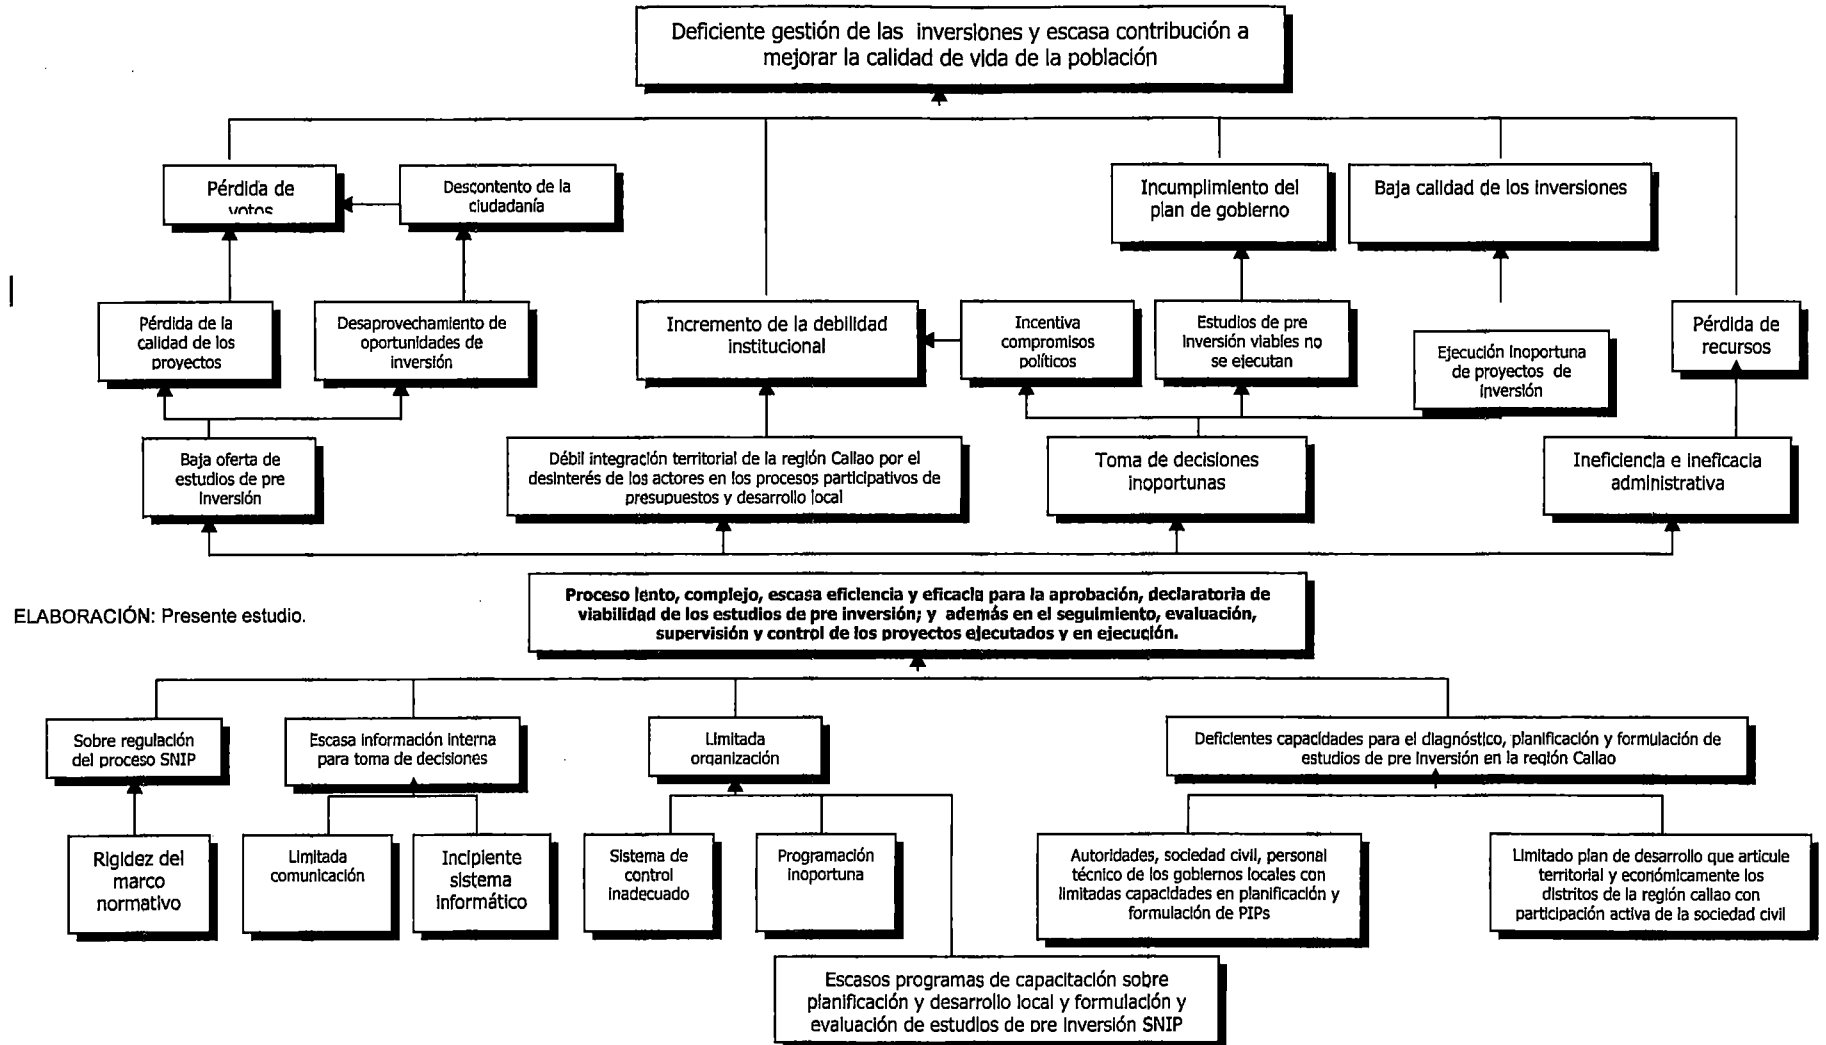 Deficiente gestión de las inversiones y escasa contribución a
mejorar la calidad de vida de la población
Pérdida de
votos
Descontento de la
ciudadanía
Incumplimiento del
plan de gobierno
Baja calidad de los inversiones
Pérdida de la
calidad de los
proyectos
Desaprovechamiento de
oportunidades de
inversión
Incremento de la debilidad
institucional
Incentiva
compromisos
políticos
Estudios de pre
inversión viables no
se ejecutan
Ejecución inoportuna
de proyectos de
inversión
Pérdida de
recursos
Baja oferta de
estudios de pre
inversión
Débil integración territorial de la región Callao por el
desinterés de los actores en los procesos participativos de
presupuestos y desarrollo local
Toma de decisiones
inoportunas
Ineficiencia e ineficacia
administrativa
Proceso lento, complejo, escasa eficiencia y eficacia para la aprobación, declaratoria de
viabilidad de los estudios de pre inversión; y además en el seguimiento, evaluación,
supervisión y control de los proyectos ejecutados y en ejecución.
ELABORACIÓN: Presente estudio.
Sobre regulación
del proceso SNIP
Escasa información interna
para toma de decisiones
Limitada
organización
Deficientes capacidades para el diagnóstico, planificación y formulación de
estudios de pre inversión en la región Callao
Rigidez del
marco
normativo
Limitada
comunicación
Incipiente
sistema
informático
Sistema de
control
inadecuado
Programación
inoportuna
Autoridades, sociedad civil, personal
técnico de los gobiernos locales con
limitadas capacidades en planificación y
formulación de PIPs
Limitado plan de desarrollo que articule
territorial y económicamente los
distritos de la región callao con
participación activa de la sociedad civil
Escasos programas de capacitación sobre
planificación y desarrollo local y formulación y
evaluación de estudios de pre inversión SNIP